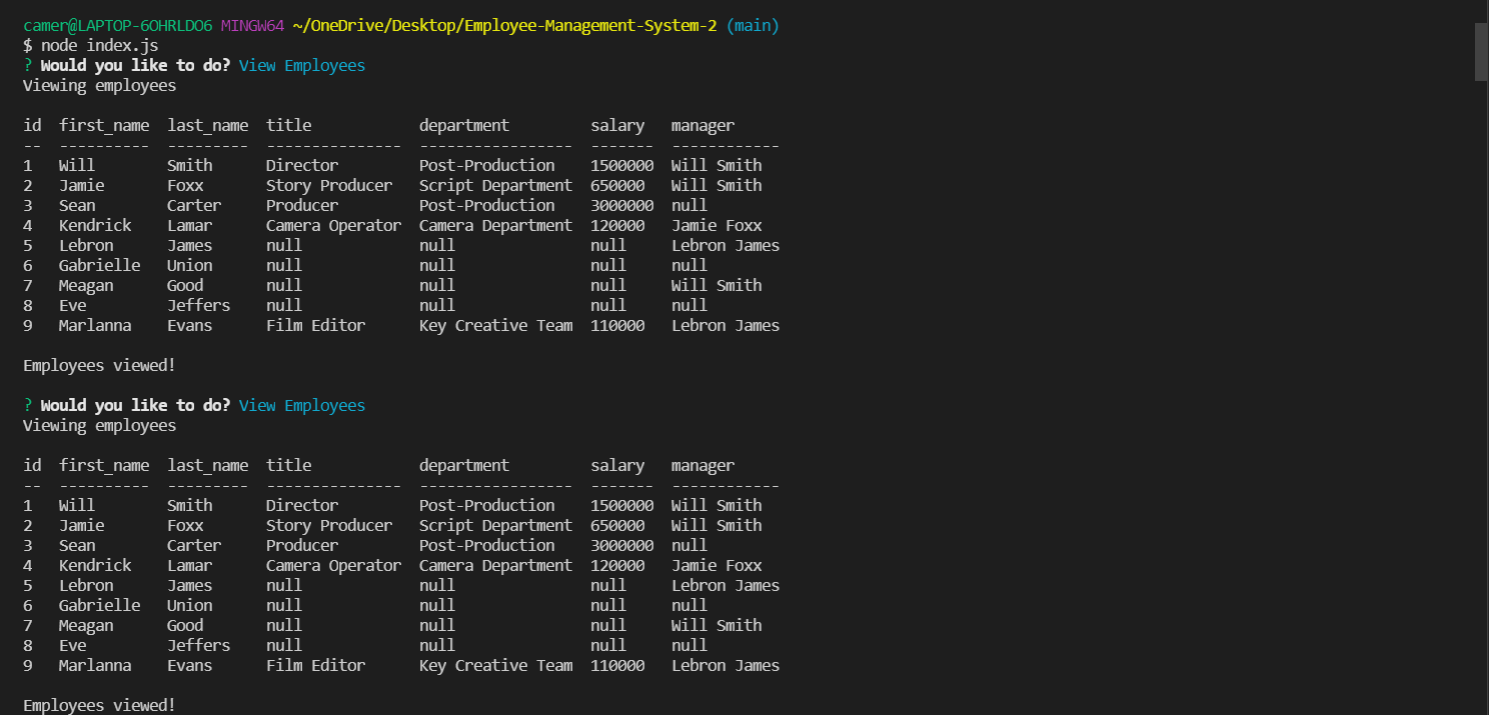 camer@LAPTOP-6OHRLDO6 MINGW64 ~/OneDrive/Desktop/Employee-Management-System-2 (main)
$ node index.js
? Would you like to do? View Employees
Viewing employees
id  first_name  last_name  title            department         salary   manager
--  ----------  ---------  ---------------  -----------------  -------  ------------
1   Will        Smith      Director         Post-Production    1500000  Will Smith
2   Jamie       Foxx       Story Producer   Script Department  650000   Will Smith
3   Sean        Carter     Producer         Post-Production    3000000  null
4   Kendrick    Lamar      Camera Operator  Camera Department  120000   Jamie Foxx
5   Lebron      James      null             null               null     Lebron James
6   Gabrielle   Union      null             null               null     null
7   Meagan      Good       null             null               null     Will Smith
8   Eve         Jeffers    null             null               null     null
9   Marlanna    Evans      Film Editor      Key Creative Team  110000   Lebron James
Employees viewed!
? Would you like to do? View Employees
Viewing employees
id  first_name  last_name  title            department         salary   manager
--  ----------  ---------  ---------------  -----------------  -------  ------------
1   Will        Smith      Director         Post-Production    1500000  Will Smith
2   Jamie       Foxx       Story Producer   Script Department  650000   Will Smith
3   Sean        Carter     Producer         Post-Production    3000000  null
4   Kendrick    Lamar      Camera Operator  Camera Department  120000   Jamie Foxx
5   Lebron      James      null             null               null     Lebron James
6   Gabrielle   Union      null             null               null     null
7   Meagan      Good       null             null               null     Will Smith
8   Eve         Jeffers    null             null               null     null
9   Marlanna    Evans      Film Editor      Key Creative Team  110000   Lebron James
Employees viewed!